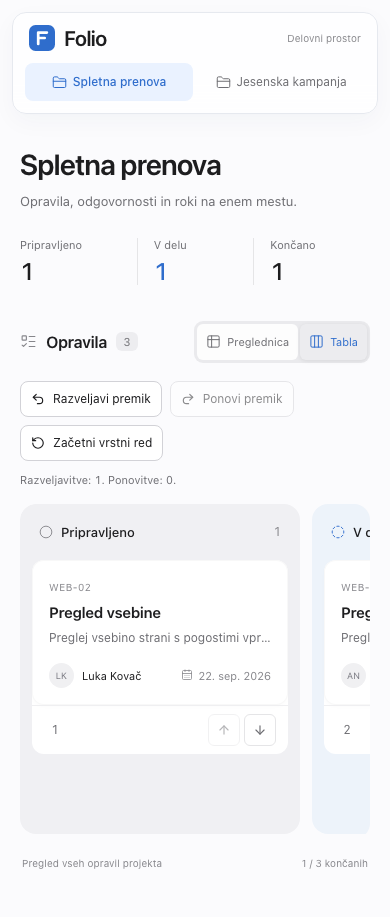 Folio
Delovni prostor
Spletna prenova
Jesenska kampanja
Spletna prenova
Opravila, odgovornosti in roki na enem mestu.
Pripravljeno
V delu
Končano
1
1
1
Opravila 3
Preglednica
Tabla
Razveljavi premik
Ponovi premik
Začetni vrstni red
Razveljavitve: 1. Ponovitve: 0.
Pripravljeno 1
WEB-02
Pregled vsebine
Preglej vsebino strani s pogostimi vpr…
LK Luka Kovač
22. sep. 2026
1
V
WEB-
AN
2
Pregled vseh opravil projekta
1 / 3 končanih